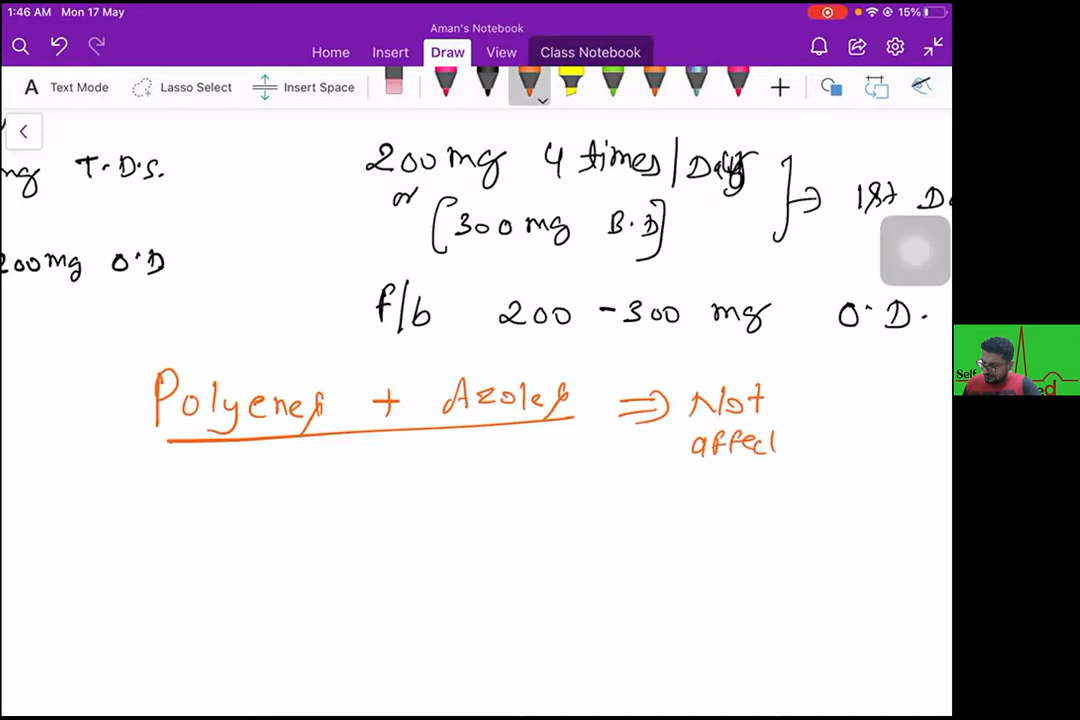 1:46 AM Mon 17 May
15%
Aman's Notebook
Home Insert Draw View Class Notebook
Text Mode Lasso Select Insert Space
mg T.D.S.
200 mg 4 times/Day
or
[300 mg B.D]
1st D
200mg O.D
f/b 200 - 300 mg O.D.
Polyenes + Azoles ⇒ Not
affect
Self
ed